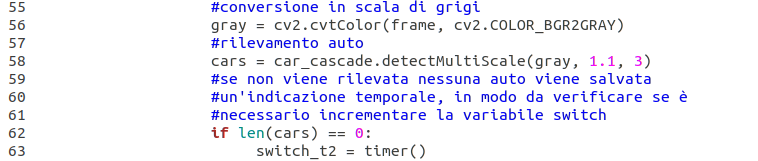 55 #conversione in scala di grigi
56 gray = cv2.cvtColor(frame, cv2.COLOR_BGR2GRAY)
57 #rilevamento auto
58 cars = car_cascade.detectMultiScale(gray, 1.1, 3)
59 #se non viene rilevata nessuna auto viene salvata
60 #un'indicazione temporale, in modo da verificare se è
61 #necessario incrementare la variabile switch
62 if len(cars) == 0:
63 switch_t2 = timer()